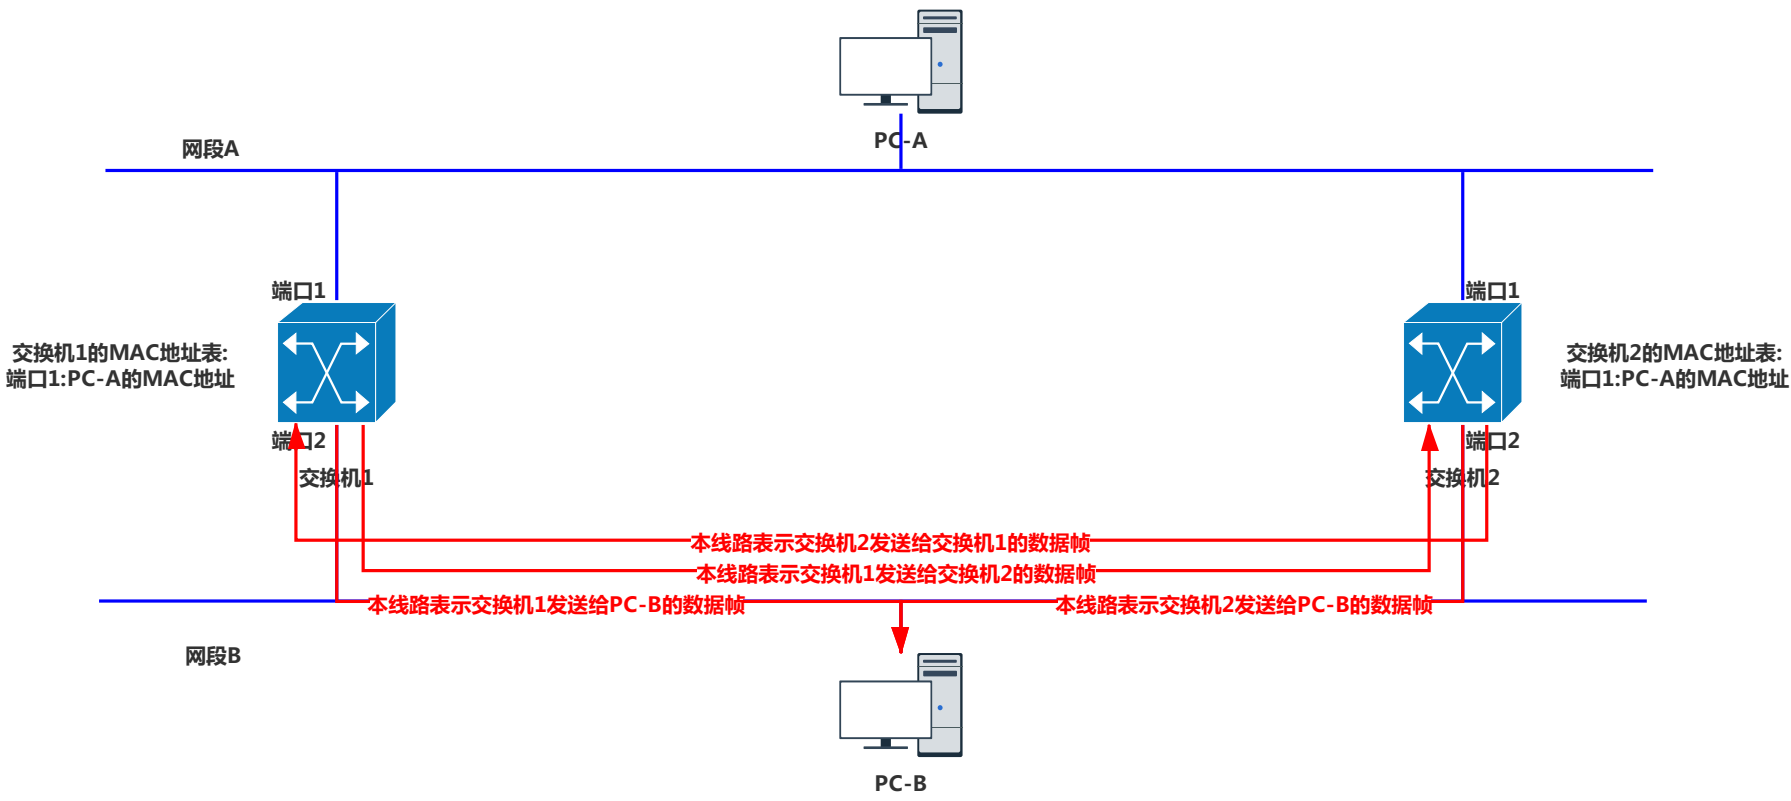 PC-A
网段A
端口1
端口1
交换机1的MAC地址表:
端口1:PC-A的MAC地址
交换机2的MAC地址表:
端口1:PC-A的MAC地址
端口2
端口2
交换机1
交换机2
本线路表示交换机2发送给交换机1的数据帧
本线路表示交换机1发送给交换机2的数据帧
本线路表示交换机1发送给PC-B的数据帧
本线路表示交换机2发送给PC-B的数据帧
网段B
PC-B